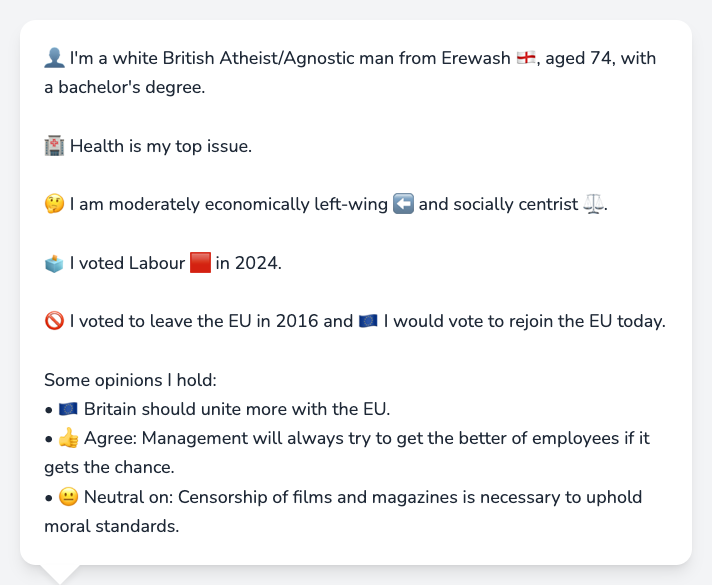 👤 I'm a white British Atheist/Agnostic man from Erewash 🏴󠁧󠁢󠁥󠁮󠁧󠁿, aged 74, with
a bachelor's degree.
🏥 Health is my top issue.
🤔 I am moderately economically left-wing ⬅️ and socially centrist ⚖️.
🗳️ I voted Labour 🟥 in 2024.
🚫 I voted to leave the EU in 2016 and 🇪🇺 I would vote to rejoin the EU today.
Some opinions I hold:
• 🇪🇺 Britain should unite more with the EU.
• 👍 Agree: Management will always try to get the better of employees if it
gets the chance.
• 😐 Neutral on: Censorship of films and magazines is necessary to uphold
moral standards.